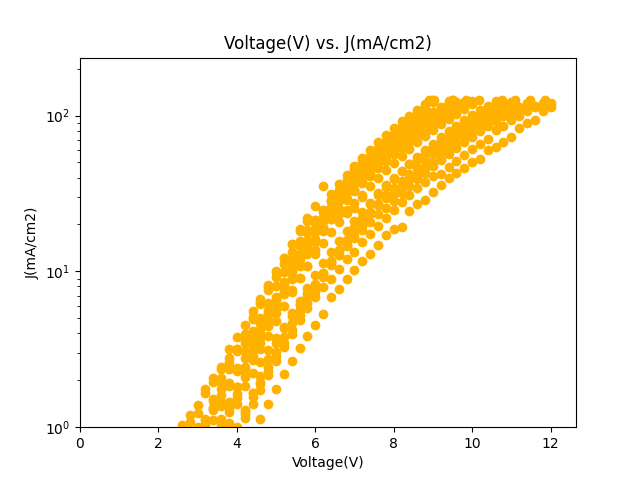 Voltage(V) vs. J(mA/cm2)
10²
10¹
10⁰
J(mA/cm2)
0 2 4 6 8 10 12
Voltage(V)